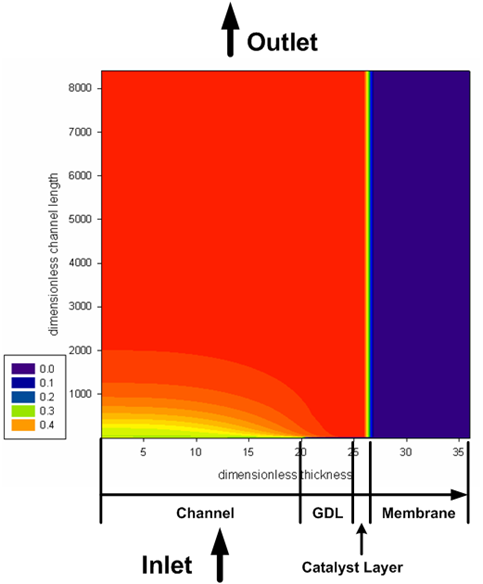 Outlet
8000
7000
6000
5000
4000
3000
2000
1000
dimensionless channel length
0.0
0.1
0.2
0.3
0.4
5 10 15 20 25 30 35
dimensionless thickness
Channel GDL Membrane
Catalyst Layer
Inlet